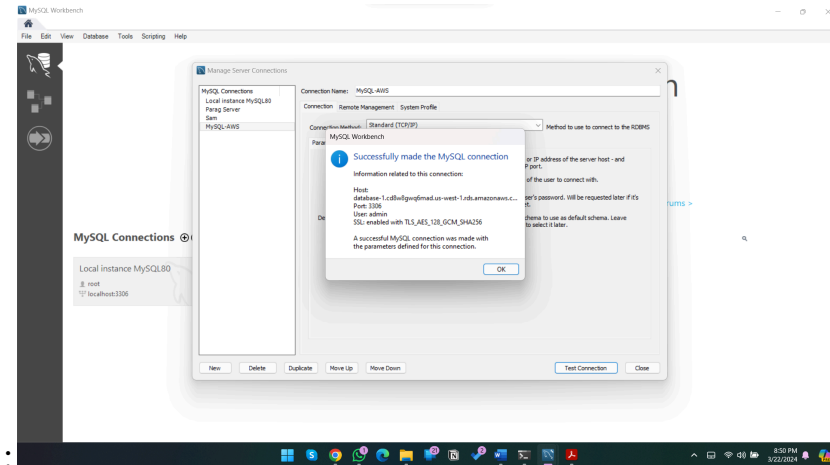 MySQL Workbench
File Edit View Database Tools Scripting Help
Manage Server Connections
MySQL Connections
Local instance MySQL80
Parag Server
Sam
MySQL-AWS
Connection Name: MySQL-AWS
Connection Remote Management System Profile
Connection Method: Standard (TCP/IP) Method to use to connect to the RDBMS
MySQL Workbench
Successfully made the MySQL connection
Information related to this connection:
Host:
database-1.cd8w8gwq6mad.us-west-1.rds.amazonaws.c...
Port: 3306
User: admin
SSL: enabled with TLS_AES_128_GCM_SHA256
A successful MySQL connection was made with
the parameters defined for this connection.
OK
or IP address of the server host - and
P port.
of the user to connect with.
ser's password. Will be requested later if it's
et.
chema to use as default schema. Leave
to select it later.
rums >
MySQL Connections
Local instance MySQL80
root
localhost:3306
New Delete Duplicate Move Up Move Down Test Connection Close
8:50 PM
3/22/2024